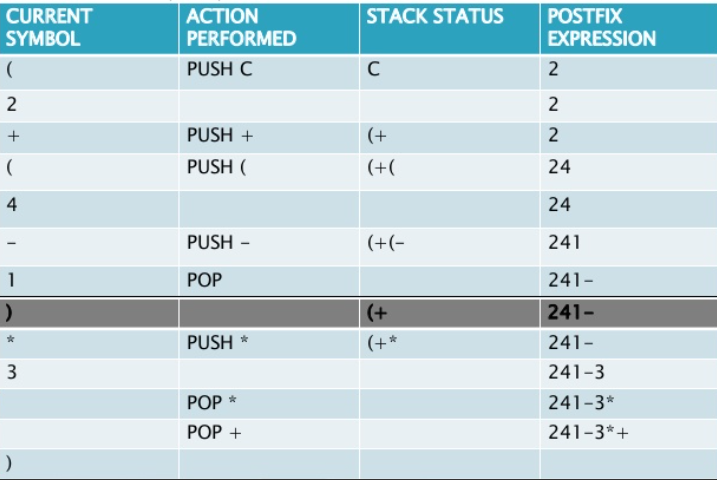 CURRENT SYMBOL ACTION PERFORMED STACK STATUS POSTFIX EXPRESSION
( PUSH C C 2
2 2
+ PUSH + (+ 2
( PUSH ( (+( 24
4 24
– PUSH – (+(– 241
1 POP 241–
) (+ 241–
* PUSH * (+* 241–
3 241–3
POP * 241–3*
POP + 241–3*+
)